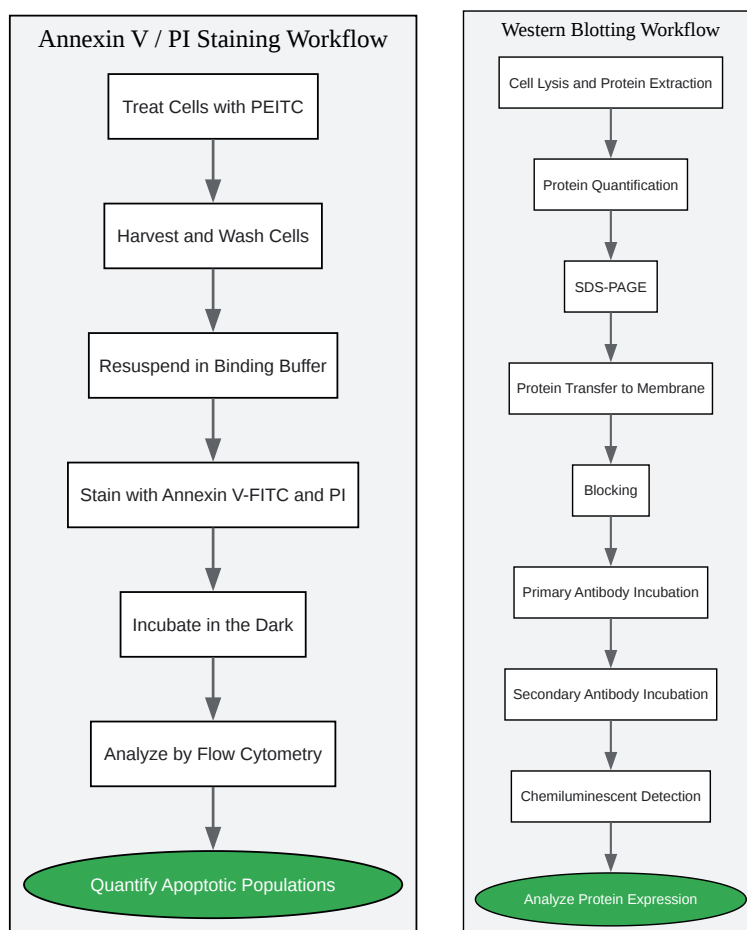 Annexin V / PI Staining Workflow
Treat Cells with PEITC
Harvest and Wash Cells
Resuspend in Binding Buffer
Stain with Annexin V-FITC and PI
Incubate in the Dark
Analyze by Flow Cytometry
Quantify Apoptotic Populations
Western Blotting Workflow
Cell Lysis and Protein Extraction
Protein Quantification
SDS-PAGE
Protein Transfer to Membrane
Blocking
Primary Antibody Incubation
Secondary Antibody Incubation
Chemiluminescent Detection
Analyze Protein Expression